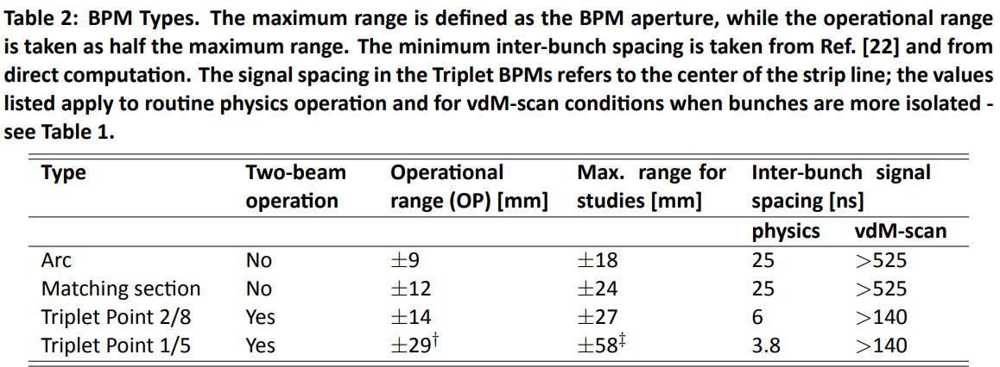 Table 2: BPM Types. The maximum range is defined as the BPM aperture, while the operational range
is taken as half the maximum range. The minimum inter-bunch spacing is taken from Ref. [22] and from
direct computation. The signal spacing in the Triplet BPMs refers to the center of the strip line; the values
listed apply to routine physics operation and for vdM-scan conditions when bunches are more isolated -
see Table 1.
Type Two-beam Operational Max. range for Inter-bunch signal
operation range (OP) [mm] studies [mm] spacing [ns]
physics vdM-scan
Arc No ±9 ±18 25 >525
Matching section No ±12 ±24 25 >525
Triplet Point 2/8 Yes ±14 ±27 6 >140
Triplet Point 1/5 Yes ±29† ±58‡ 3.8 >140